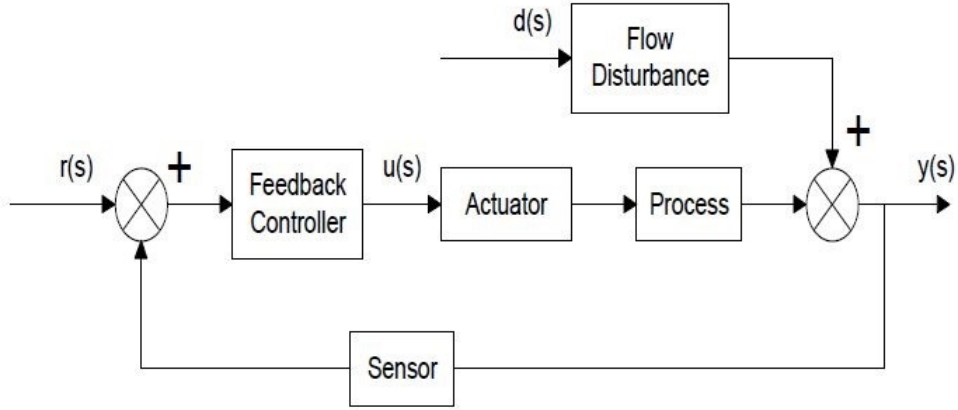 d(s)
Flow
Disturbance
+
r(s)
+
Feedback
Controller
u(s)
Actuator
Process
y(s)
Sensor